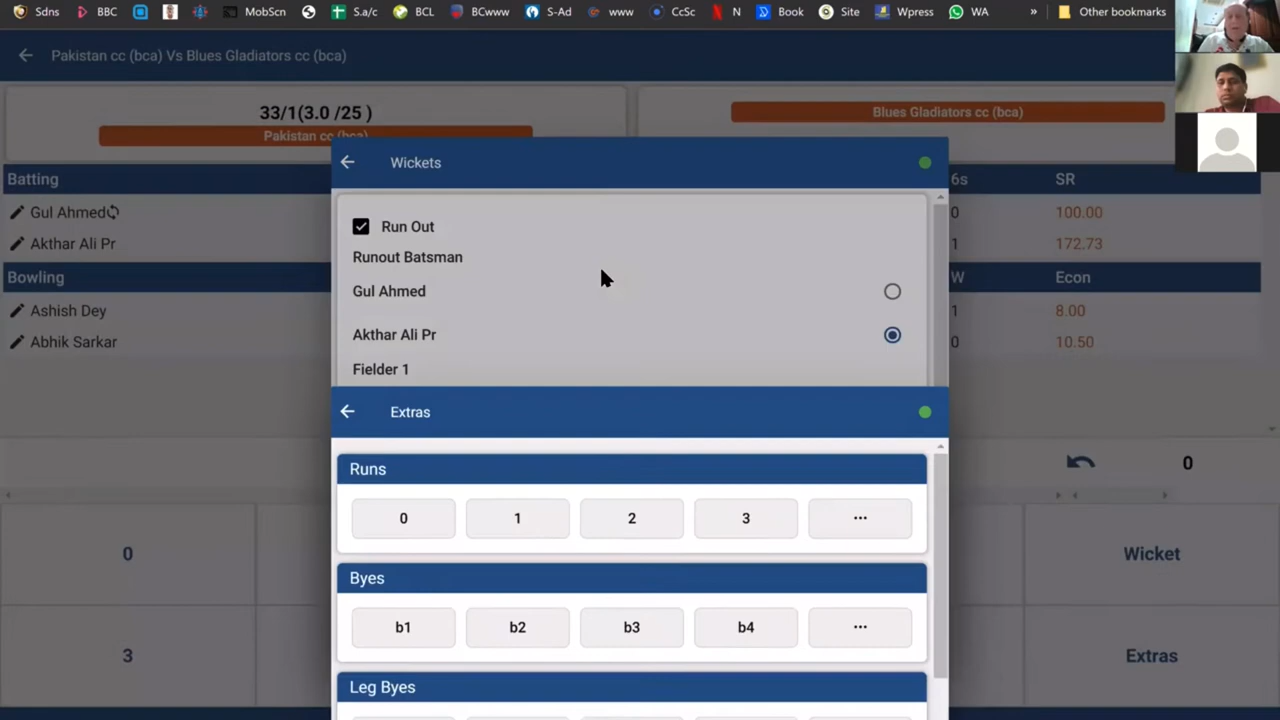 Sdns BBC MobScn S.a/c BCL BCwww S-Ad www CcSc N Book Site Wpress WA » Other bookmarks
Pakistan cc (bca) Vs Blues Gladiators cc (bca)
33/1(3.0 /25 )
Pakistan cc (bca)
Blues Gladiators cc (bca)
Wickets
Batting 6s SR
Gul Ahmed 0 100.00
Akthar Ali Pr 1 172.73
Bowling W Econ
Ashish Dey 1 8.00
Abhik Sarkar 0 10.50
Run Out
Runout Batsman
Gul Ahmed
Akthar Ali Pr
Fielder 1
Extras
0
Runs
0 1 2 3 ...
Byes
b1 b2 b3 b4 ...
Leg Byes
0
3
Wicket
Extras